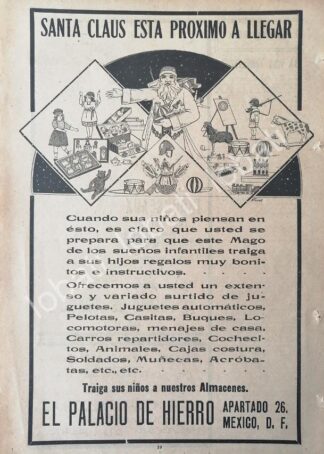 SANTA CLAUS ESTA PROXIMO A LLEGAR
Cuando sus niños piensan en
ésto, es claro que usted se
prepara para que este Mago
de los sueños infantiles traiga
a sus hijos regalos muy boni-
tos e instructivos.
Ofrecemos a usted un exten-
so y variado surtido de ju-
guetes. Juguetes automáticos,
Pelotas, Casitas, Buques, Lo-
comotoras, menajes de casa,
Carros repartidores, Cocheci-
tos, Animales, Cajas costura,
Soldados, Muñecas, Acróba-
tas, etc., etc.
Traiga sus niños a nuestros Almacenes.
EL PALACIO DE HIERRO
APARTADO 26.
MEXICO, D. F.